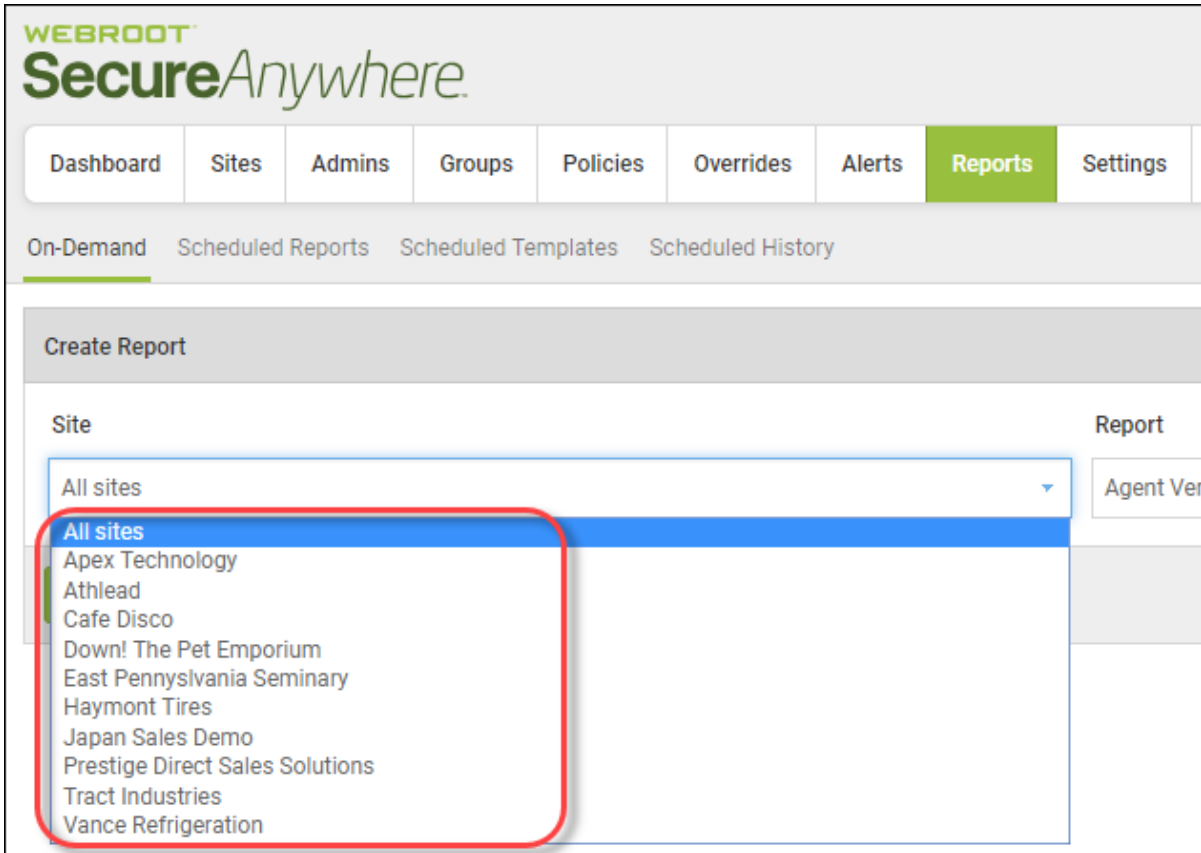 WEBROOT
SecureAnywhere.
Dashboard Sites Admins Groups Policies Overrides Alerts Reports Settings
On-Demand Scheduled Reports Scheduled Templates Scheduled History
Create Report
Site Report
All sites Agent Ver
All sites
Apex Technology
Athlead
Cafe Disco
Down! The Pet Emporium
East Pennyslvania Seminary
Haymont Tires
Japan Sales Demo
Prestige Direct Sales Solutions
Tract Industries
Vance Refrigeration